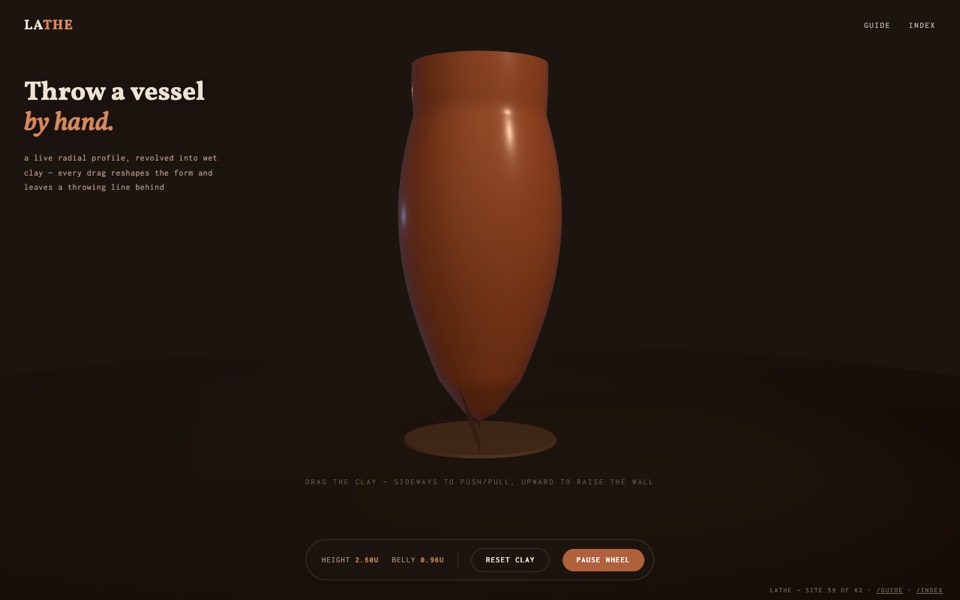 LATHE
GUIDE INDEX
Throw a vessel
by hand.
a live radial profile, revolved into wet
clay — every drag reshapes the form and
leaves a throwing line behind
DRAG THE CLAY — SIDEWAYS TO PUSH/PULL, UPWARD TO RAISE THE WALL
HEIGHT 2.60U BELLY 0.96U RESET CLAY PAUSE WHEEL
LATHE — SITE 59 OF 62 · /GUIDE · /INDEX